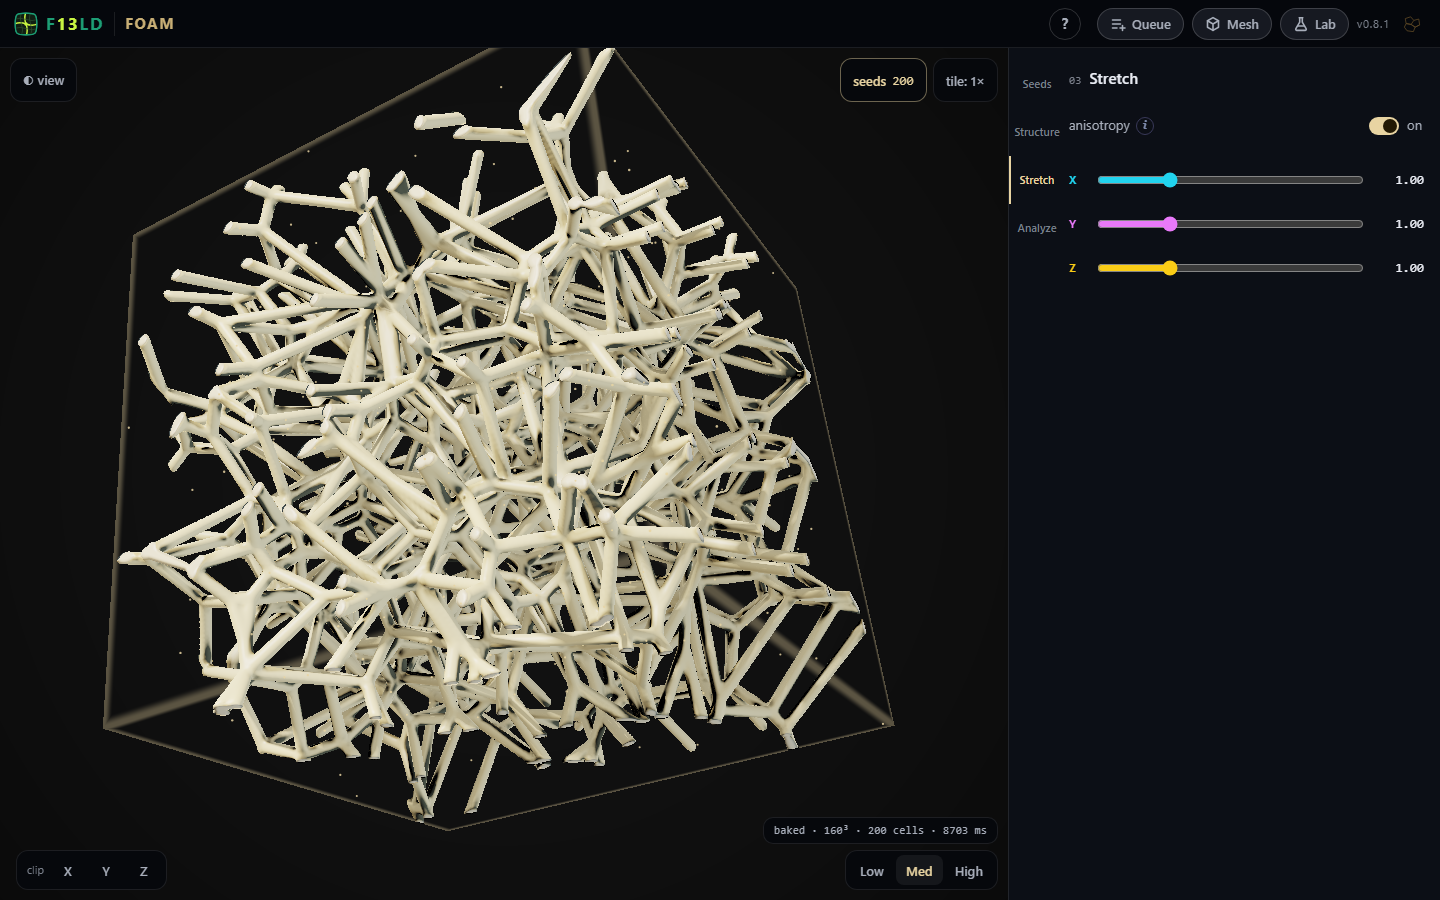 F13LD FOAM
? Queue Mesh Lab v0.8.1
view
seeds 200
tile: 1×
Seeds
03 Stretch
Structure
anisotropy i on
Stretch
X 1.00
Analyze
Y 1.00
Z 1.00
baked · 160³ · 200 cells · 8703 ms
clip X Y Z
Low Med High